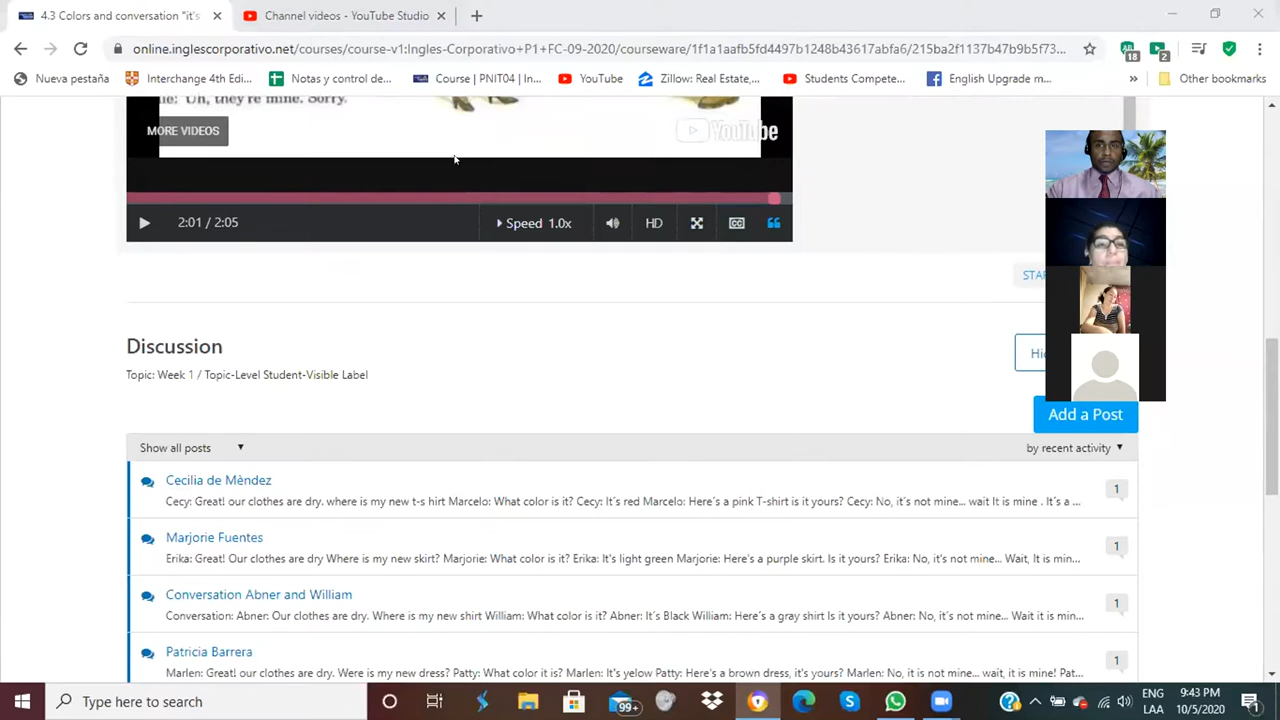 4.3 Colors and conversation "it's
Channel videos - YouTube Studio
online.inglescorporativo.net/courses/course-v1:Ingles-Corporativo+P1+FC-09-2020/courseware/1f1a1aafb5fd4497b1248b43617abfa6/215ba2f1137b47b9b5f73...
18
2
Nueva pestaña
Interchange 4th Edi...
Notas y control de...
Course | PNIT04 | In...
YouTube
Zillow: Real Estate,...
Students Compete...
English Upgrade m...
»
Other bookmarks
Uh, they're mine. Sorry.
MORE VIDEOS
YouTube
2:01 / 2:05
Speed 1.0x
HD
CC
Discussion
Topic: Week 1 / Topic-Level Student-Visible Label
Add a Post
Show all posts
by recent activity
Cecilia de Mèndez
Cecy: Great! our clothes are dry. where is my new t-s hirt Marcelo: What color is it? Cecy: It´s red Marcelo: Here´s a pink T-shirt is it yours? Cecy: No, it´s not mine... wait It is mine . It´s a ...
1
Marjorie Fuentes
Erika: Great! Our clothes are dry Where is my new skirt? Marjorie: What color is it? Erika: It's light green Marjorie: Here's a purple skirt. Is it yours? Erika: No, it's not mine... Wait, It is min...
1
Conversation Abner and William
Conversation: Abner: Our clothes are dry. Where is my new shirt William: What color is it? Abner: It´s Black William: Here´s a gray shirt Is it yours? Abner: No, it´s not mine... Wait it is min...
1
Patricia Barrera
Marlen: Great! our clothes are dry. Were is my new dress? Patty: What color it is? Marlen: It's yelow Patty: Here's a brown dress, it's yours? Marlen: No, it is not mine... wait, it is mine! Pat...
1
Type here to search
99+
ENG
LAA
9:43 PM
10/5/2020
1